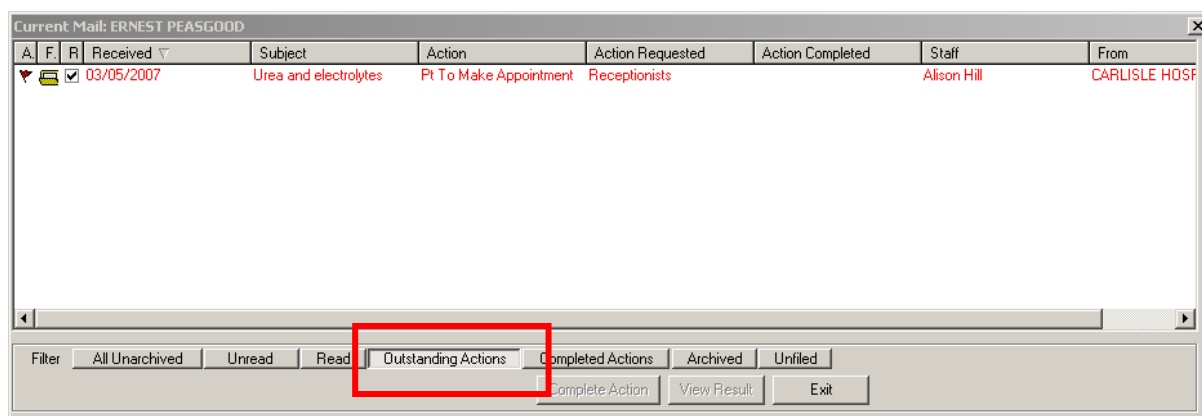 Current Mail: ERNEST PEASGOOD
A. F. R Received Subject Action Action Requested Action Completed Staff From
03/05/2007 Urea and electrolytes Pt To Make Appointment Receptionists Alison Hill CARLISLE HOSF
Filter All Unarchived Unread Read Outstanding Actions Completed Actions Archived Unfiled
Complete Action View Result Exit